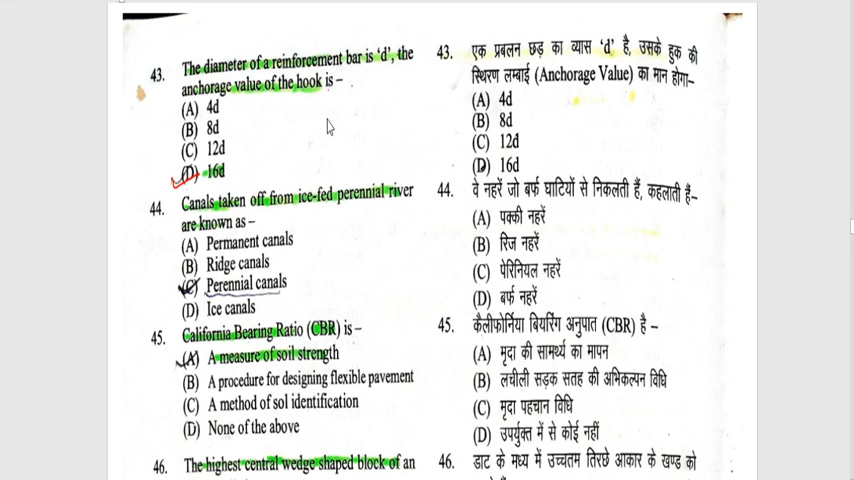 43. The diameter of a reinforcement bar is 'd', the
anchorage value of the hook is –
(A) 4d
(B) 8d
(C) 12d
(D) 16d
44. Canals taken off from ice-fed perennial river
are known as –
(A) Permanent canals
(B) Ridge canals
(C) Perennial canals
(D) Ice canals
45. California Bearing Ratio (CBR) is –
(A) A measure of soil strength
(B) A procedure for designing flexible pavement
(C) A method of sol identification
(D) None of the above
46. The highest central wedge shaped block of an
43. एक प्रबलन छड़ का व्यास 'd' है, उसके हुक की
स्थिरण लम्बाई (Anchorage Value) का मान होगा–
(A) 4d
(B) 8d
(C) 12d
(D) 16d
44. वे नहरें जो बर्फ घाटियों से निकलती हैं, कहलाती हैं–
(A) पक्की नहरें
(B) रिज नहरें
(C) पेरिनियल नहरें
(D) बर्फ नहरें
45. कैलीफोर्निया बियरिंग अनुपात (CBR) है –
(A) मृदा की सामर्थ्य का मापन
(B) लचीली सड़क सतह की अभिकल्पन विधि
(C) मृदा पहचान विधि
(D) उपर्युक्त में से कोई नहीं
46. डाट के मध्य में उच्चतम तिरछे आकार के खण्ड को